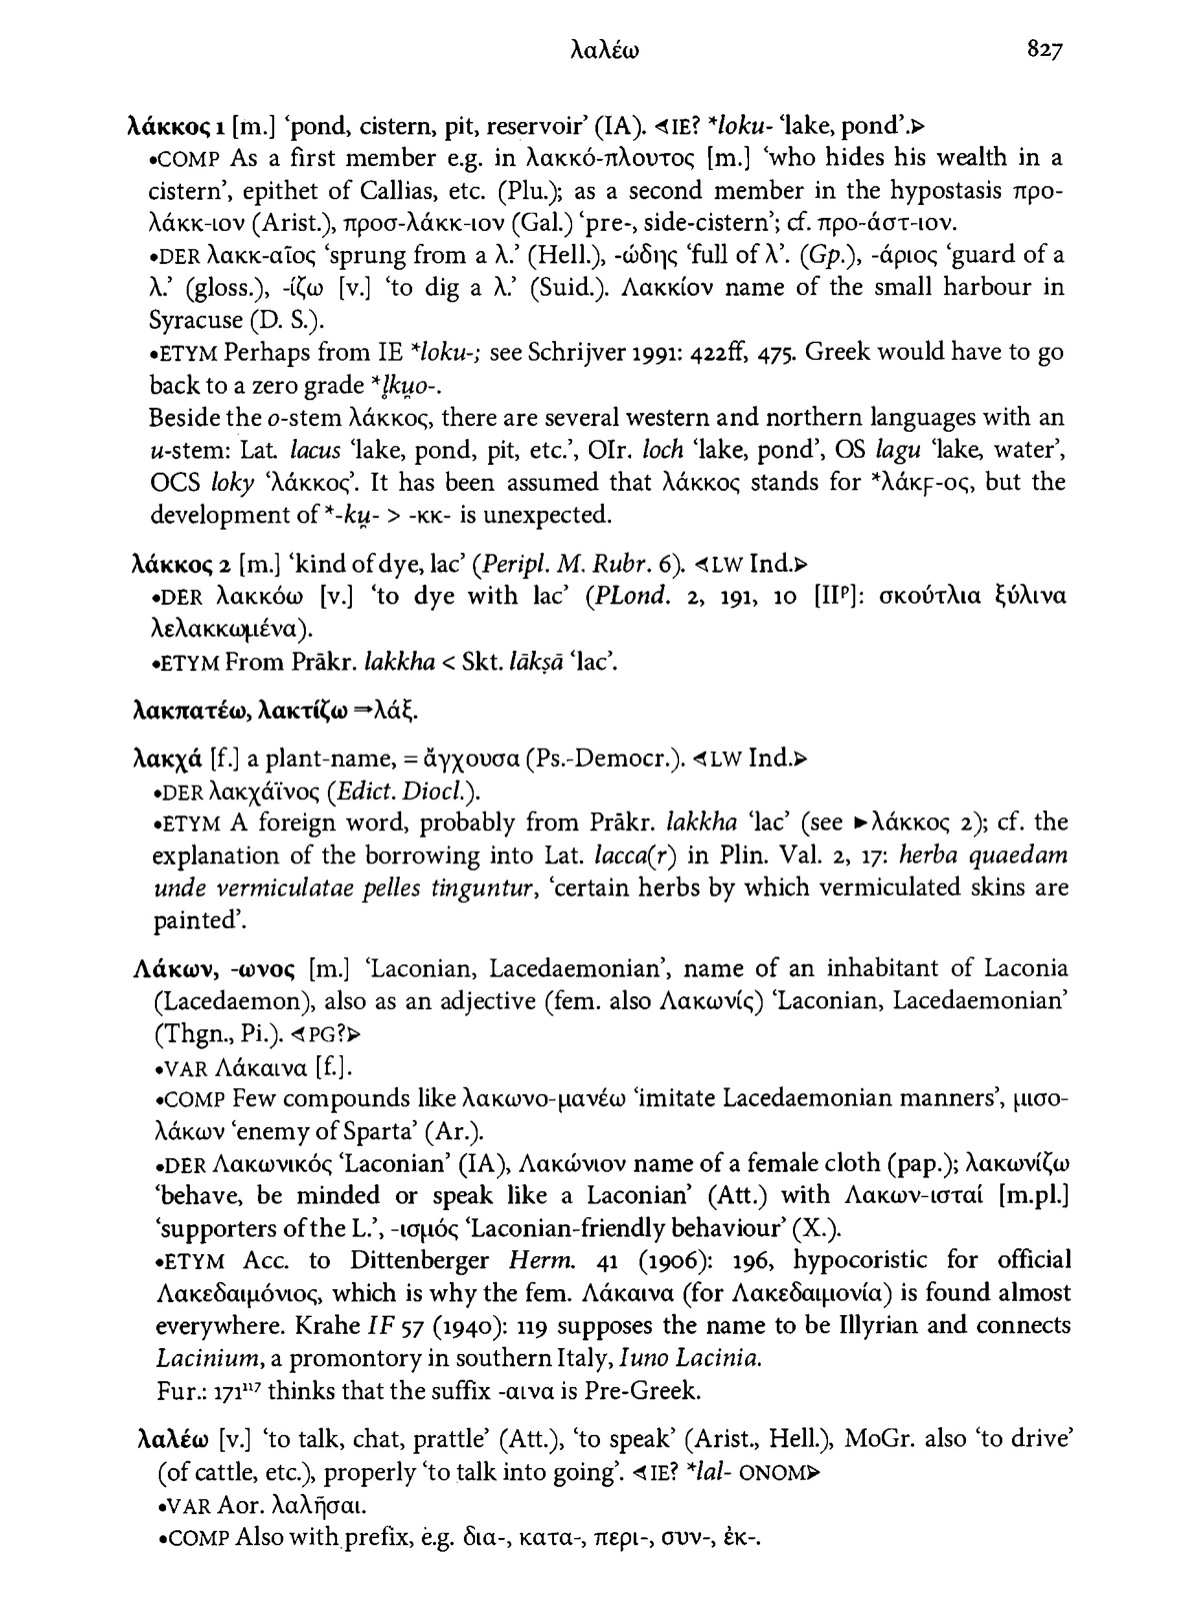 λαλέω 827
λάκκος 1 [m.] ‘pond, cistern, pit, reservoir’ (IA). ⊲IE? *loku- ‘lake, pond’.⊳
•COMP As a first member e.g. in λακκό-πλουτος [m.] ‘who hides his wealth in a
cistern’, epithet of Callias, etc. (Plu.); as a second member in the hypostasis προ-
λάκκ-ιον (Arist.), προσ-λάκκ-ιον (Gal.) ‘pre-, side-cistern’; cf. προ-άστ-ιον.
•DER λακκ-αῖος ‘sprung from a λ.’ (Hell.), -ώδης ‘full of λ’. (Gp.), -άριος ‘guard of a
λ.’ (gloss.), -ίζω [v.] ‘to dig a λ.’ (Suid.). Λακκίον name of the small harbour in
Syracuse (D. S.).
•ETYM Perhaps from IE *loku-; see Schrijver 1991: 422ff, 475. Greek would have to go
back to a zero grade *l̥ku̯o-.
Beside the o-stem λάκκος, there are several western and northern languages with an
u-stem: Lat. lacus ‘lake, pond, pit, etc.’, OIr. loch ‘lake, pond’, OS lagu ‘lake, water’,
OCS loky ‘λάκκος’. It has been assumed that λάκκος stands for *λάκϝ-ος, but the
development of *-ku̯- > -κκ- is unexpected.
λάκκος 2 [m.] ‘kind of dye, lac’ (Peripl. M. Rubr. 6). ⊲LW Ind.⊳
•DER λακκόω [v.] ‘to dye with lac’ (PLond. 2, 191, 10 [IIᵖ]: σκούτλια ξύλινα
λελακκωμένα).
•ETYM From Prākr. lakkha < Skt. lākṣā ‘lac’.
λακπατέω, λακτίζω ⇒λάξ.
λακχά [f.] a plant-name, = ἄγχουσα (Ps.-Democr.). ⊲LW Ind.⊳
•DER λακχάϊνος (Edict. Diocl.).
•ETYM A foreign word, probably from Prākr. lakkha ‘lac’ (see ►λάκκος 2); cf. the
explanation of the borrowing into Lat. lacca(r) in Plin. Val. 2, 17: herba quaedam
unde vermiculatae pelles tinguntur, ‘certain herbs by which vermiculated skins are
painted’.
Λάκων, -ωνος [m.] ‘Laconian, Lacedaemonian’, name of an inhabitant of Laconia
(Lacedaemon), also as an adjective (fem. also Λακωνίς) ‘Laconian, Lacedaemonian’
(Thgn., Pi.). ⊲PG?⊳
•VAR Λάκαινα [f.].
•COMP Few compounds like λακωνο-μανέω ‘imitate Lacedaemonian manners’, μισο-
λάκων ‘enemy of Sparta’ (Ar.).
•DER Λακωνικός ‘Laconian’ (IA), Λακώνιον name of a female cloth (pap.); λακωνίζω
‘behave, be minded or speak like a Laconian’ (Att.) with Λακων-ισταί [m.pl.]
‘supporters of the L.’, -ισμός ‘Laconian-friendly behaviour’ (X.).
•ETYM Acc. to Dittenberger Herm. 41 (1906): 196, hypocoristic for official
Λακεδαιμόνιος, which is why the fem. Λάκαινα (for Λακεδαιμονία) is found almost
everywhere. Krahe IF 57 (1940): 119 supposes the name to be Illyrian and connects
Lacinium, a promontory in southern Italy, Iuno Lacinia.
Fur.: 171¹¹⁷ thinks that the suffix -αινα is Pre-Greek.
λαλέω [v.] ‘to talk, chat, prattle’ (Att.), ‘to speak’ (Arist., Hell.), MoGr. also ‘to drive’
(of cattle, etc.), properly ‘to talk into going’. ⊲IE? *lal- ONOM⊳
•VAR Aor. λαλῆσαι.
•COMP Also with prefix, e.g. δια-, κατα-, περι-, συν-, ἐκ-.